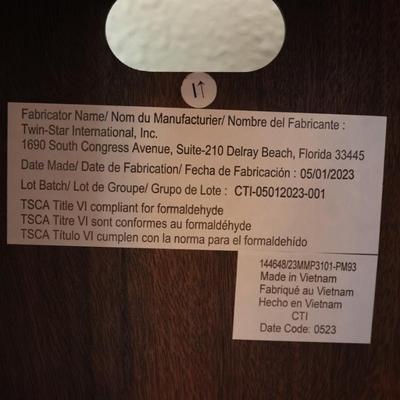 1↑
Fabricator Name/ Nom du Manufacturier/ Nombre del Fabricante :
Twin-Star International, Inc.
1690 South Congress Avenue, Suite-210 Delray Beach, Florida 33445
Date Made/ Date de Fabrication/ Fecha de Fabricación : 05/01/2023
Lot Batch/ Lot de Groupe/ Grupo de Lote : CTI-05012023-001
TSCA Title VI compliant for formaldehyde
TSCA Titre VI sont conformes au formaldéhyde
TSCA Título VI cumplen con la norma para el formaldehído
144648/23MMP3101-PM93
Made in Vietnam
Fabriqué au Vietnam
Hecho en Vietnam
CTI
Date Code: 0523